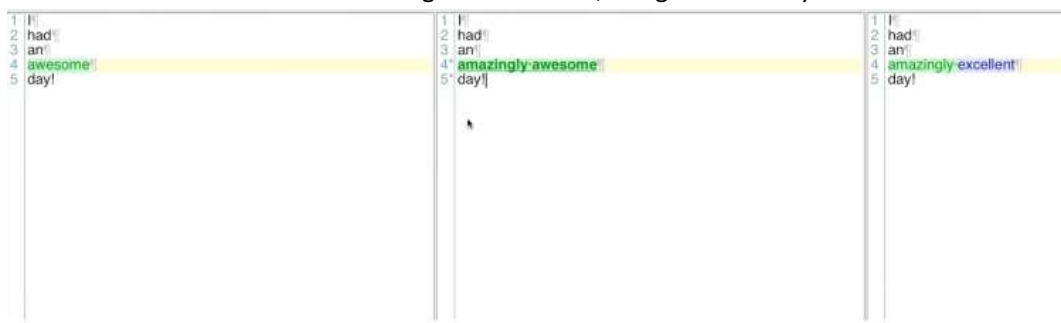 1 I¶
2 had¶
3 an¶
4 awesome¶
5 day!
1 I¶
2 had¶
3 an¶
4* amazingly·awesome¶
5* day!
1 I¶
2 had¶
3 an¶
4 amazingly·excellent¶
5 day!